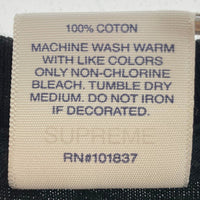 100% COTON
MACHINE WASH WARM
WITH LIKE COLORS
ONLY NON-CHLORINE
BLEACH. TUMBLE DRY
MEDIUM. DO NOT IRON
IF DECORATED.
SUPREME
RN#101837